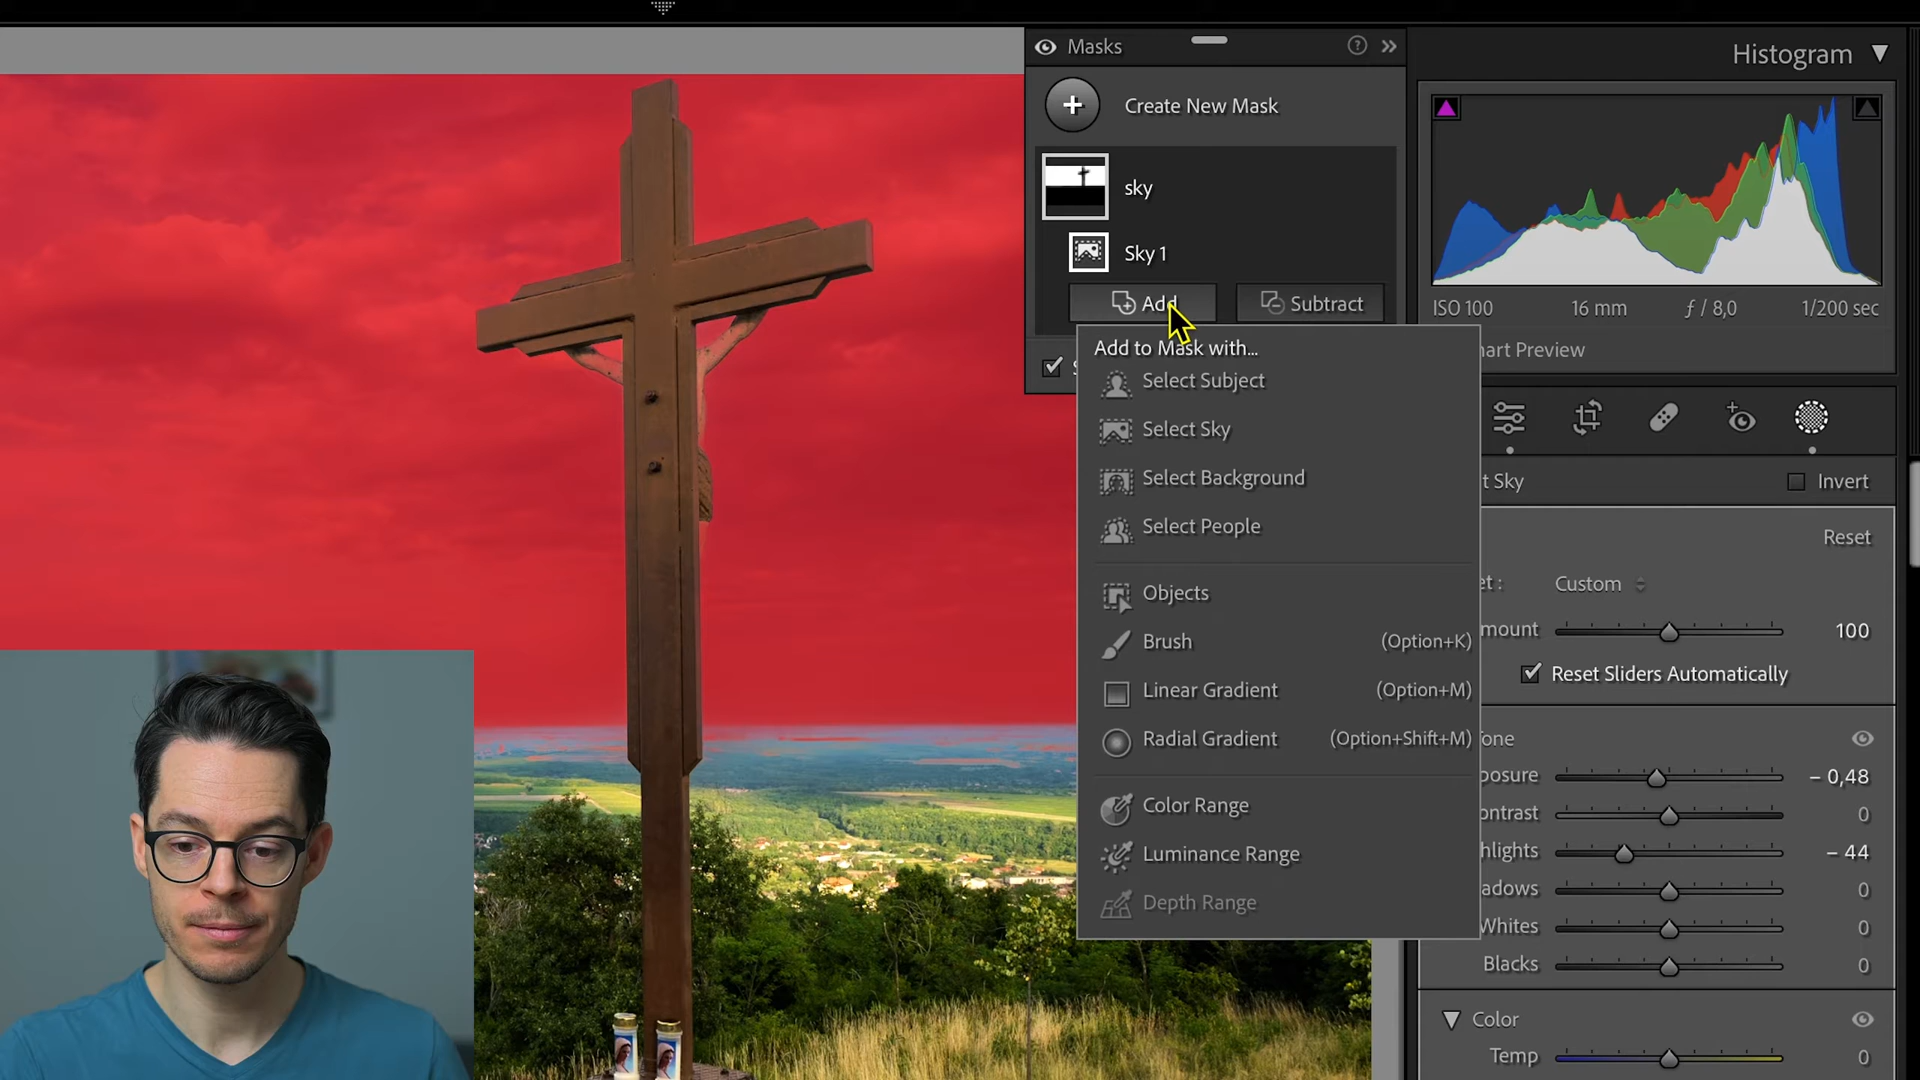 Masks
Create New Mask
sky
Sky 1
Add
Subtract
Add to Mask with...
Select Subject
Select Sky
Select Background
Select People
Objects
Brush (Option+K)
Linear Gradient (Option+M)
Radial Gradient (Option+Shift+M)
Color Range
Luminance Range
Depth Range
Histogram
ISO 100 16 mm ƒ / 8,0 1/200 sec
mart Preview
t Sky Invert
Reset
et : Custom
mount 100
Reset Sliders Automatically
Tone
posure - 0,48
ontrast 0
hlights - 44
adows 0
Whites 0
Blacks 0
Color
Temp 0